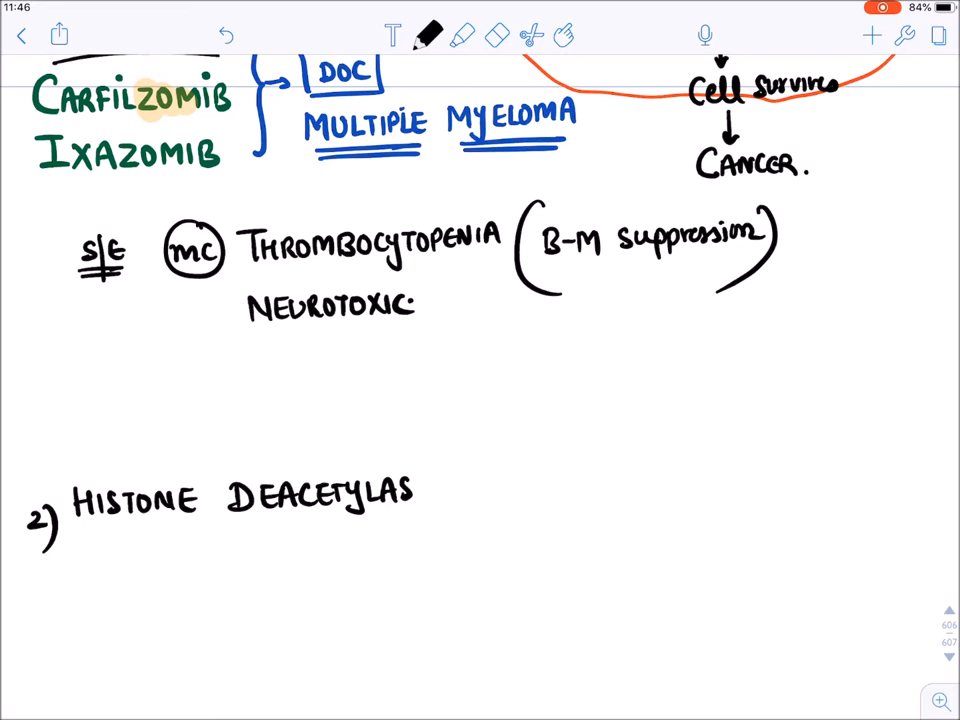 11:46
84%
T
CARFILZOMIB
DOC
Cell survives
IXAZOMIB
MULTIPLE MYELOMA
CANCER.
S/E mc THROMBOCYTOPENIA (B-M suppression)
NEUROTOXIC
2) HISTONE DEACETYLAS
606
607